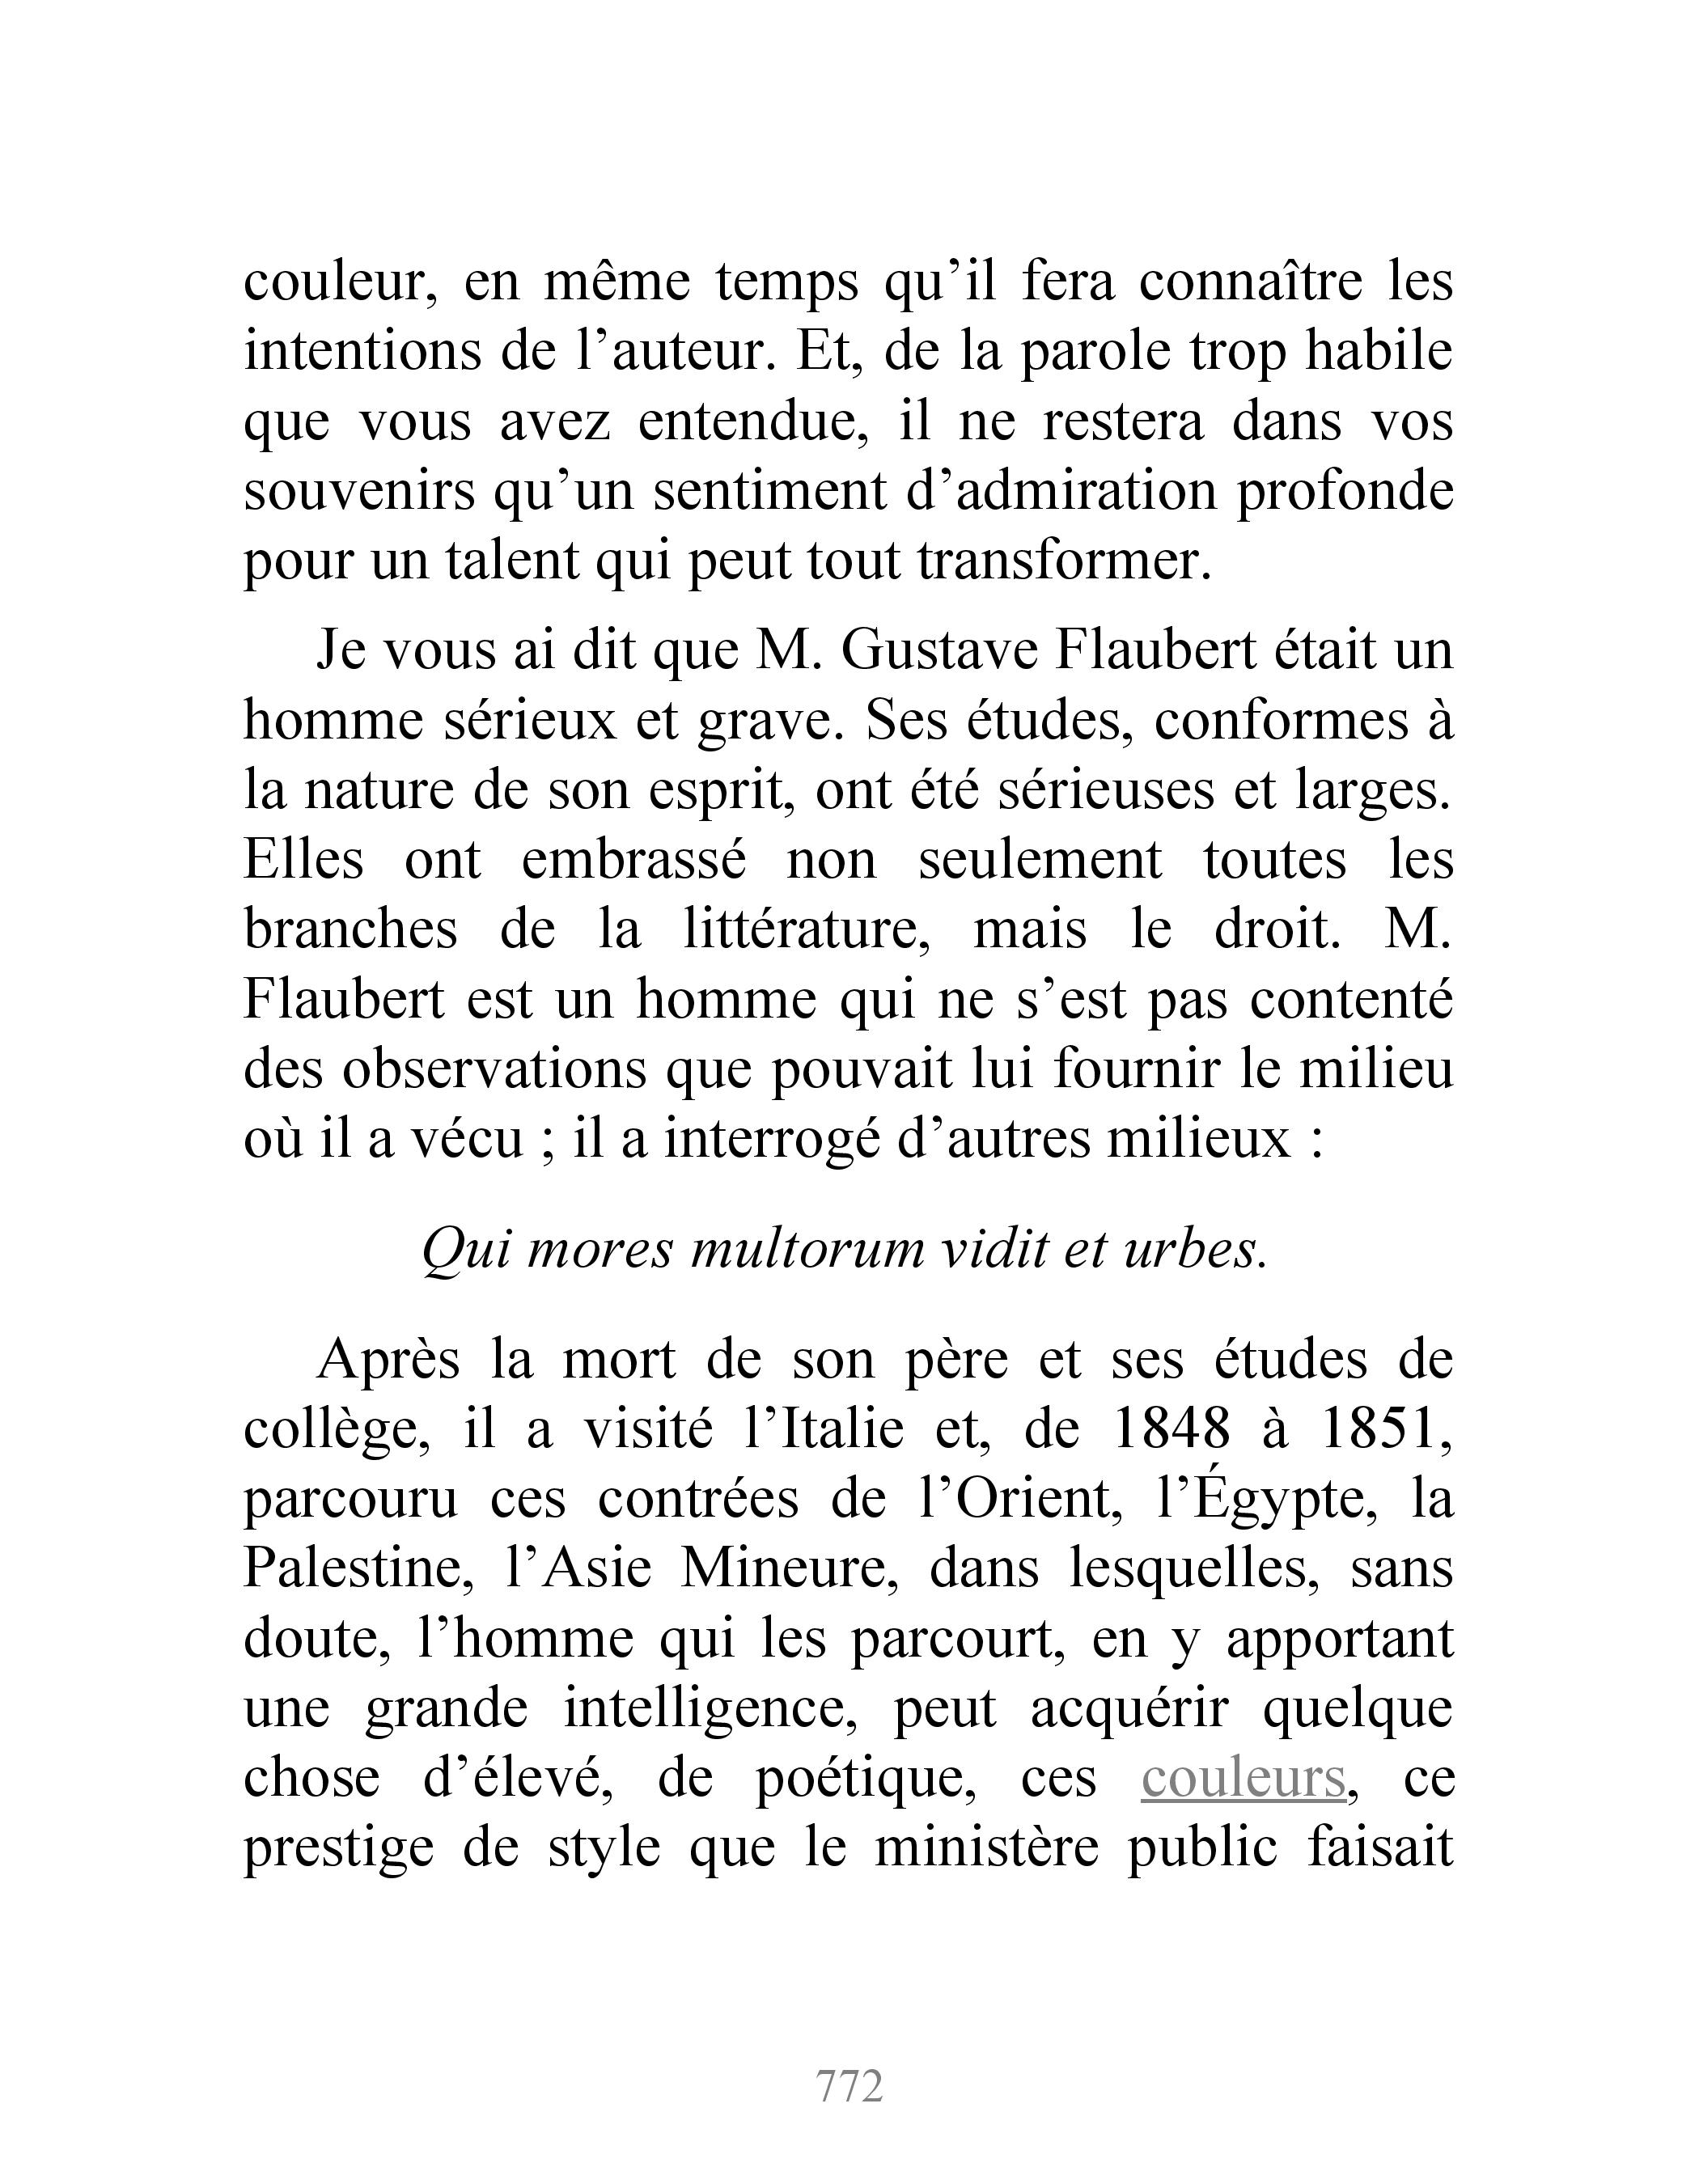 couleur, en même temps qu’il fera connaître les
intentions de l’auteur. Et, de la parole trop habile
que vous avez entendue, il ne restera dans vos
souvenirs qu’un sentiment d’admiration profonde
pour un talent qui peut tout transformer.
Je vous ai dit que M. Gustave Flaubert était un
homme sérieux et grave. Ses études, conformes à
la nature de son esprit, ont été sérieuses et larges.
Elles ont embrassé non seulement toutes les
branches de la littérature, mais le droit. M.
Flaubert est un homme qui ne s’est pas contenté
des observations que pouvait lui fournir le milieu
où il a vécu ; il a interrogé d’autres milieux :
Qui mores multorum vidit et urbes.
Après la mort de son père et ses études de
collège, il a visité l’Italie et, de 1848 à 1851,
parcouru ces contrées de l’Orient, l’Égypte, la
Palestine, l’Asie Mineure, dans lesquelles, sans
doute, l’homme qui les parcourt, en y apportant
une grande intelligence, peut acquérir quelque
chose d’élevé, de poétique, ces couleurs, ce
prestige de style que le ministère public faisait
772